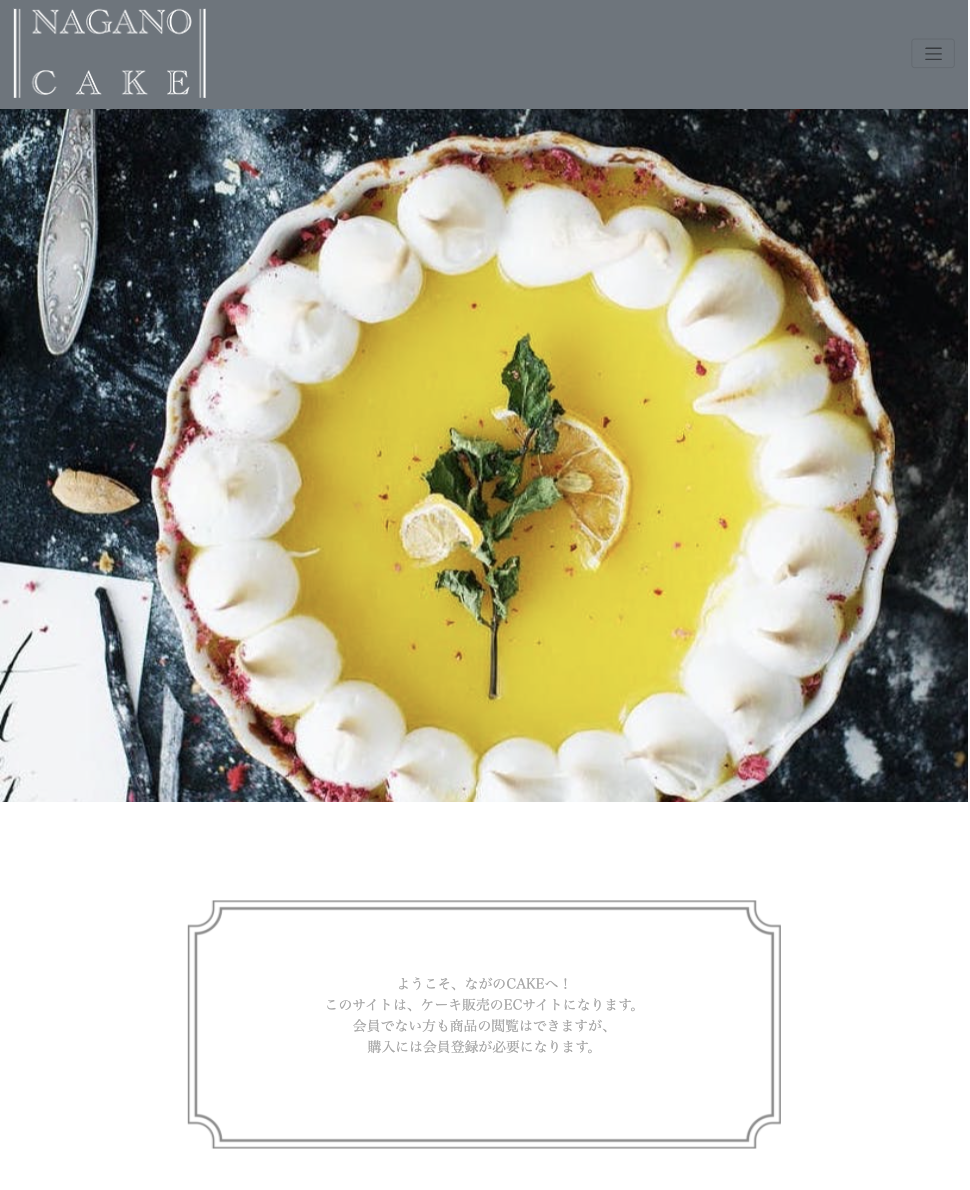 NAGANO
CAKE
ようこそ、ながのCAKEへ！
このサイトは、ケーキ販売のECサイトになります。
会員でない方も商品の閲覧はできますが、
購入には会員登録が必要になります。